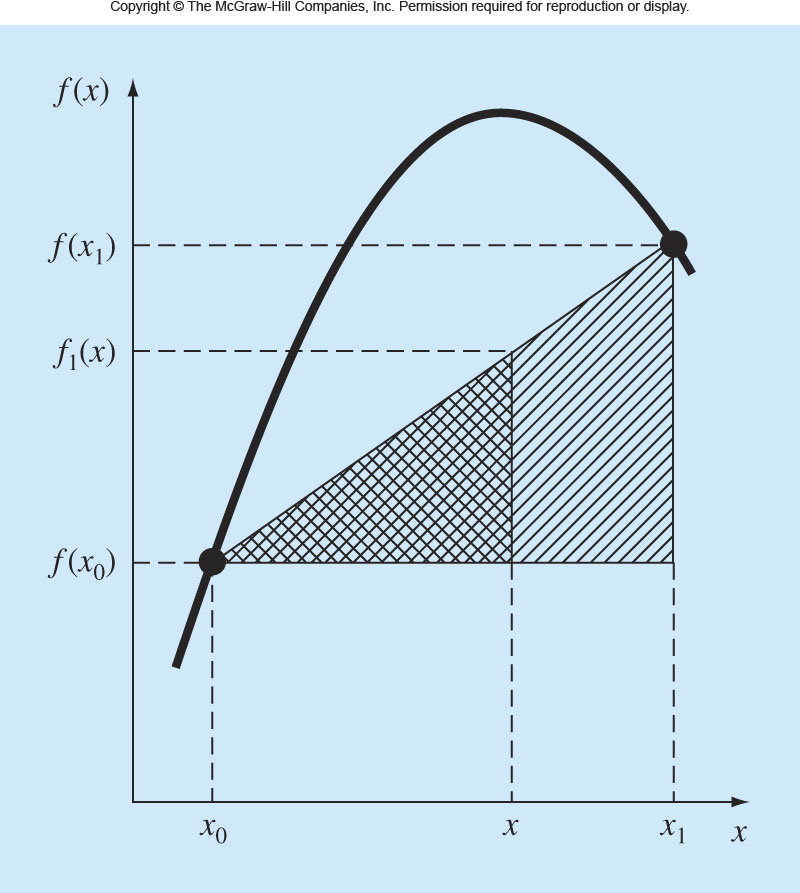 Copyright © The McGraw-Hill Companies, Inc. Permission required for reproduction or display.
f(x)
f(x₁)
f₁(x)
f(x₀)
x₀ x x₁ x